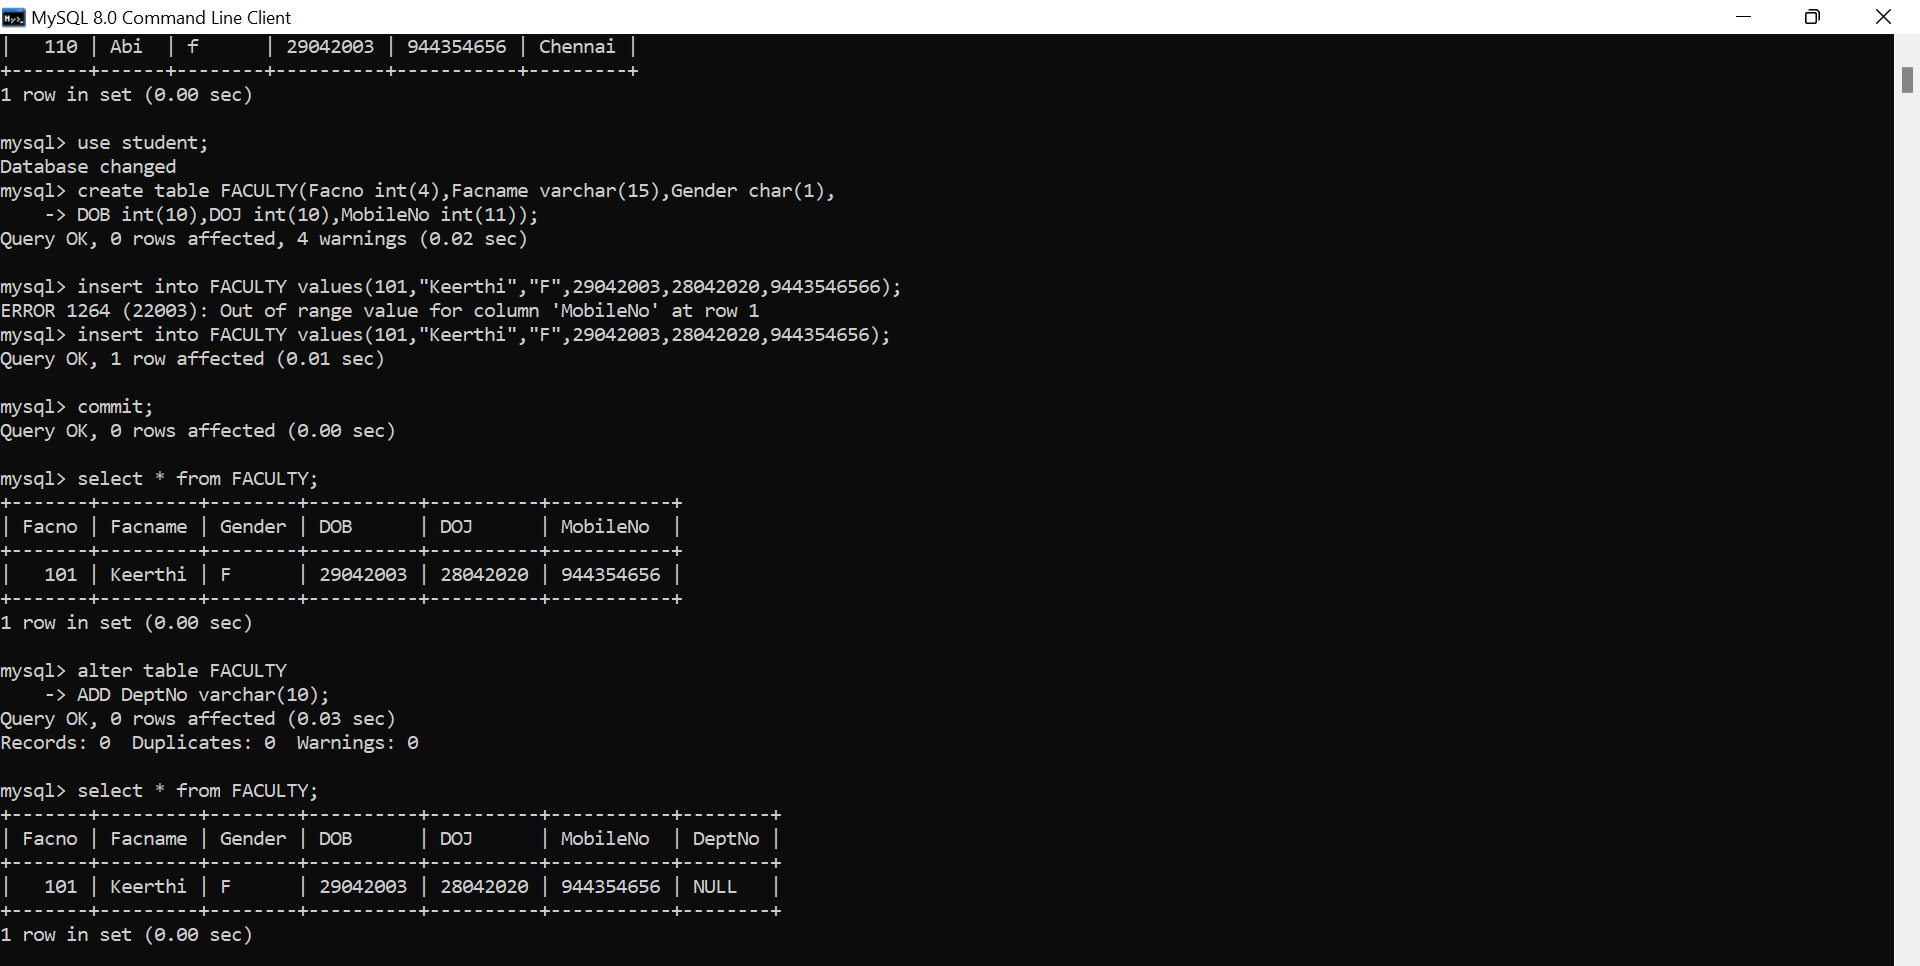 MySQL 8.0 Command Line Client
|   110 | Abi  | f      | 29042003 | 944354656 | Chennai |
+-------+------+--------+----------+-----------+---------+
1 row in set (0.00 sec)
mysql> use student;
Database changed
mysql> create table FACULTY(Facno int(4),Facname varchar(15),Gender char(1),
    -> DOB int(10),DOJ int(10),MobileNo int(11));
Query OK, 0 rows affected, 4 warnings (0.02 sec)
mysql> insert into FACULTY values(101,"Keerthi","F",29042003,28042020,9443546566);
ERROR 1264 (22003): Out of range value for column 'MobileNo' at row 1
mysql> insert into FACULTY values(101,"Keerthi","F",29042003,28042020,944354656);
Query OK, 1 row affected (0.01 sec)
mysql> commit;
Query OK, 0 rows affected (0.00 sec)
mysql> select * from FACULTY;
+-------+---------+--------+----------+----------+-----------+
| Facno | Facname | Gender | DOB      | DOJ      | MobileNo  |
+-------+---------+--------+----------+----------+-----------+
|   101 | Keerthi | F      | 29042003 | 28042020 | 944354656 |
+-------+---------+--------+----------+----------+-----------+
1 row in set (0.00 sec)
mysql> alter table FACULTY
    -> ADD DeptNo varchar(10);
Query OK, 0 rows affected (0.03 sec)
Records: 0  Duplicates: 0  Warnings: 0
mysql> select * from FACULTY;
+-------+---------+--------+----------+----------+-----------+--------+
| Facno | Facname | Gender | DOB      | DOJ      | MobileNo  | DeptNo |
+-------+---------+--------+----------+----------+-----------+--------+
|   101 | Keerthi | F      | 29042003 | 28042020 | 944354656 | NULL   |
+-------+---------+--------+----------+----------+-----------+--------+
1 row in set (0.00 sec)